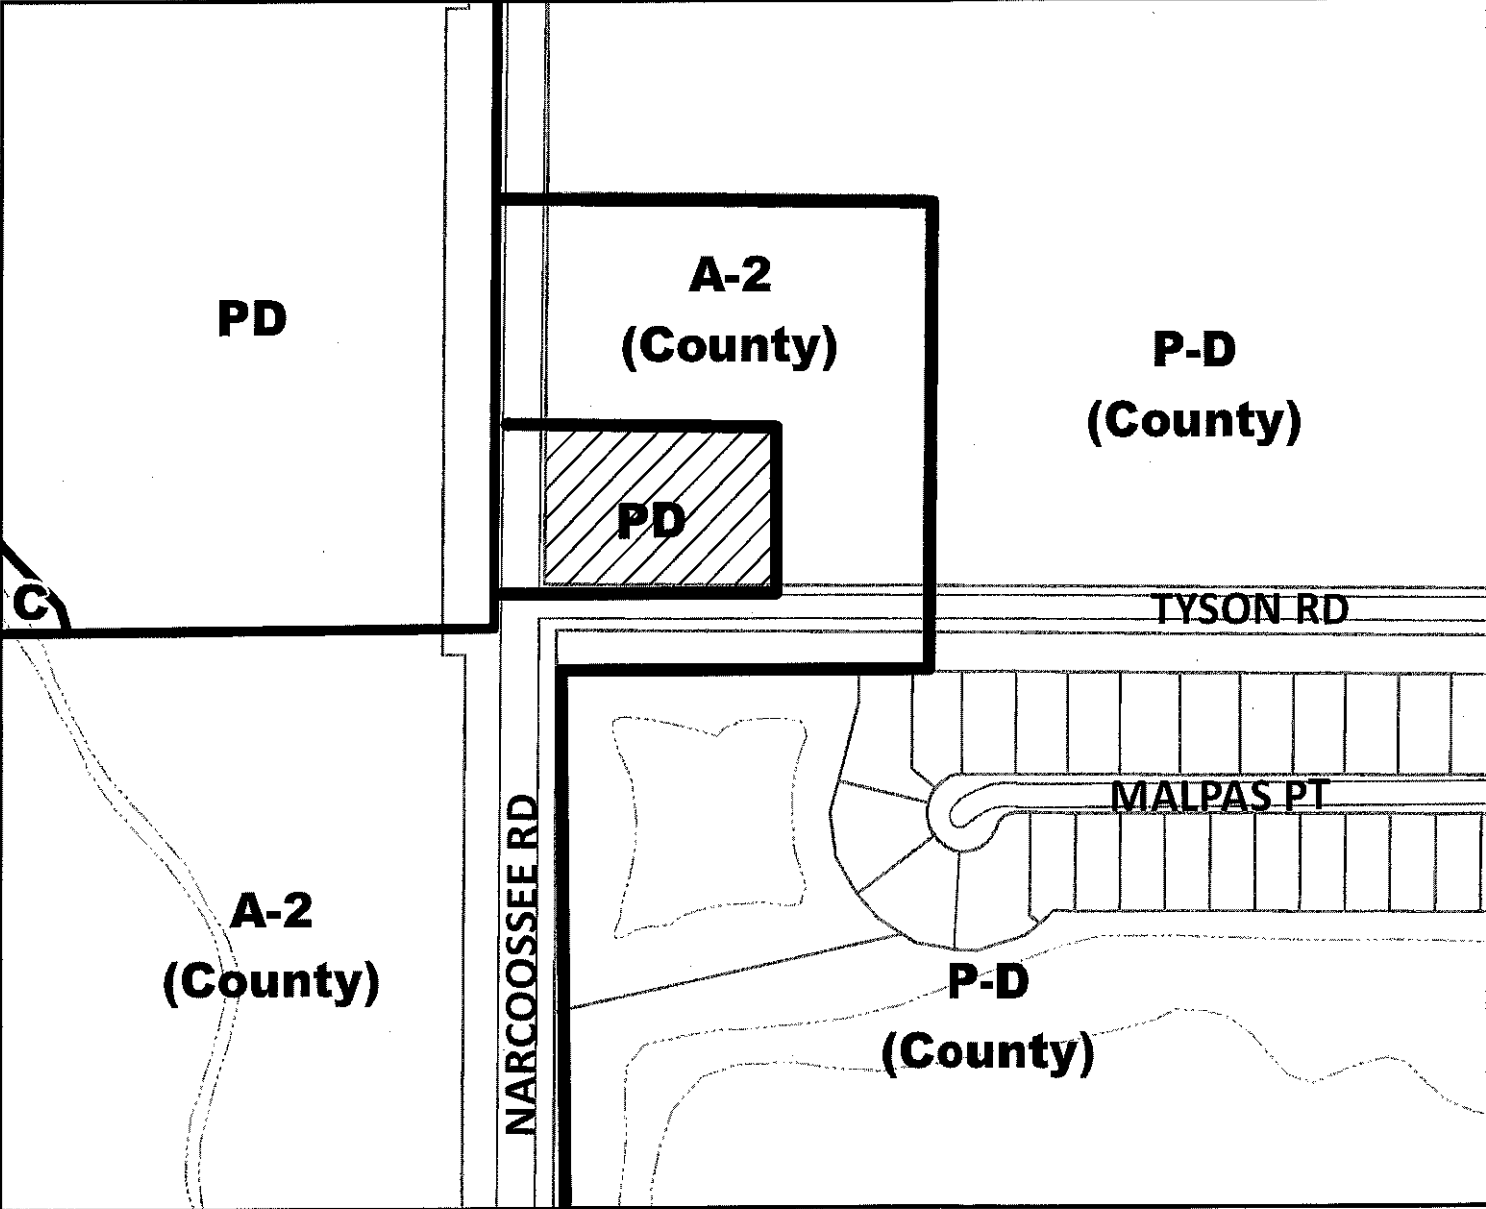 A-2
(County)
PD
P-D
(County)
PD
C
TYSON RD
MALPAS PT
NARCOOSSEE RD
A-2
(County)
P-D
(County)